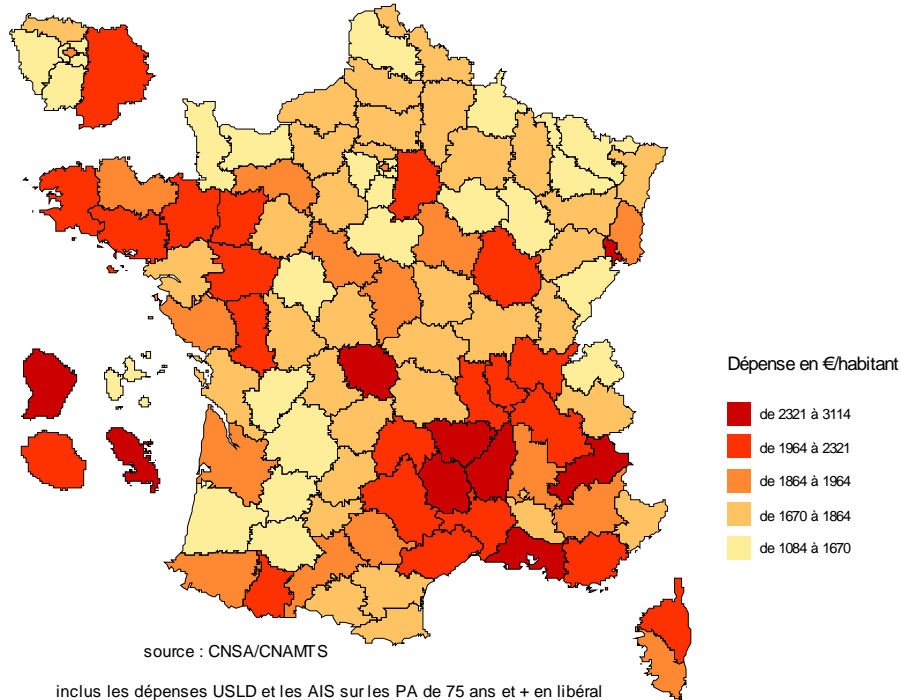 Dépense en €/habitant
de 2321 à 3114
de 1964 à 2321
de 1864 à 1964
de 1670 à 1864
de 1084 à 1670
source : CNSA/CNAMTS
inclus les dépenses USLD et les AIS sur les PA de 75 ans et + en libéral